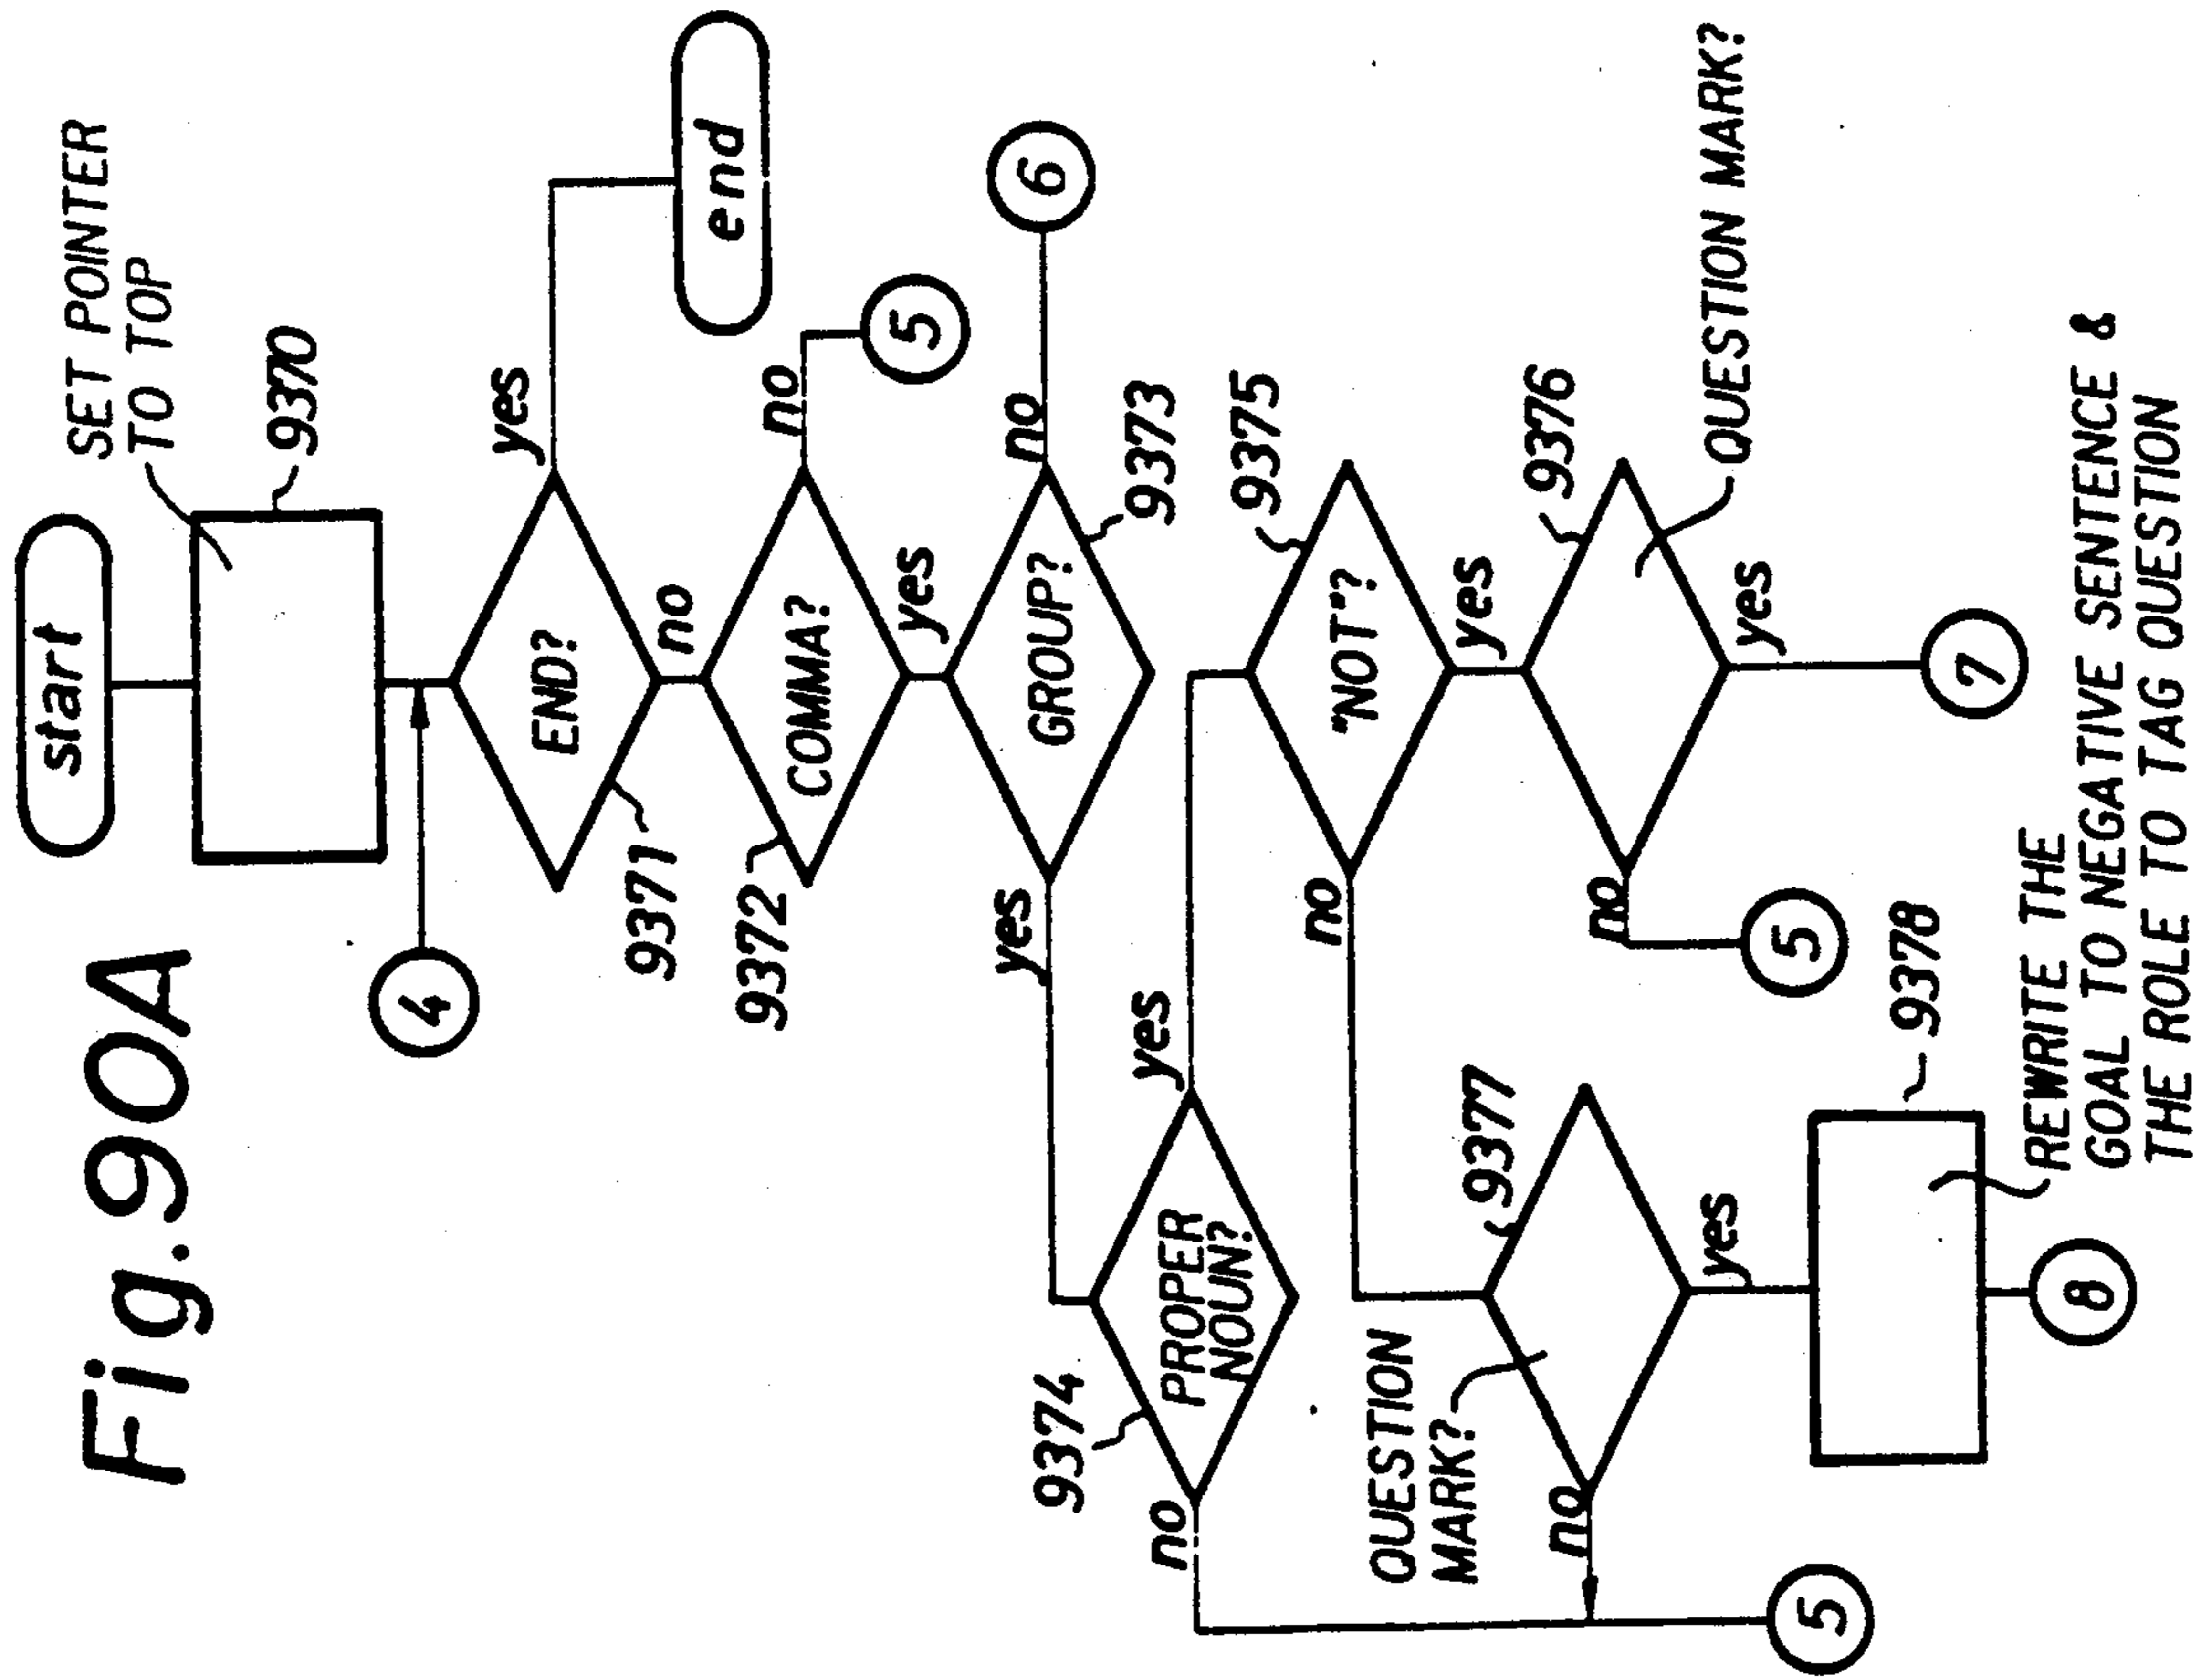 Fig. 90A
start
SET POINTER
TO TOP
9370
4
END?
yes
no
9371
end
COMMA?
no
yes
9372
5
GROUP?
no
yes
9373
6
PROPER
NOUN?
yes
no
9374
"NOT"?
no
yes
9375
9376
QUESTION MARK?
no
yes
5
7
QUESTION
MARK?
9377
no
yes
5
9378
REWRITE THE
GOAL TO NEGATIVE SENTENCE &
THE ROLE TO TAG QUESTION
8